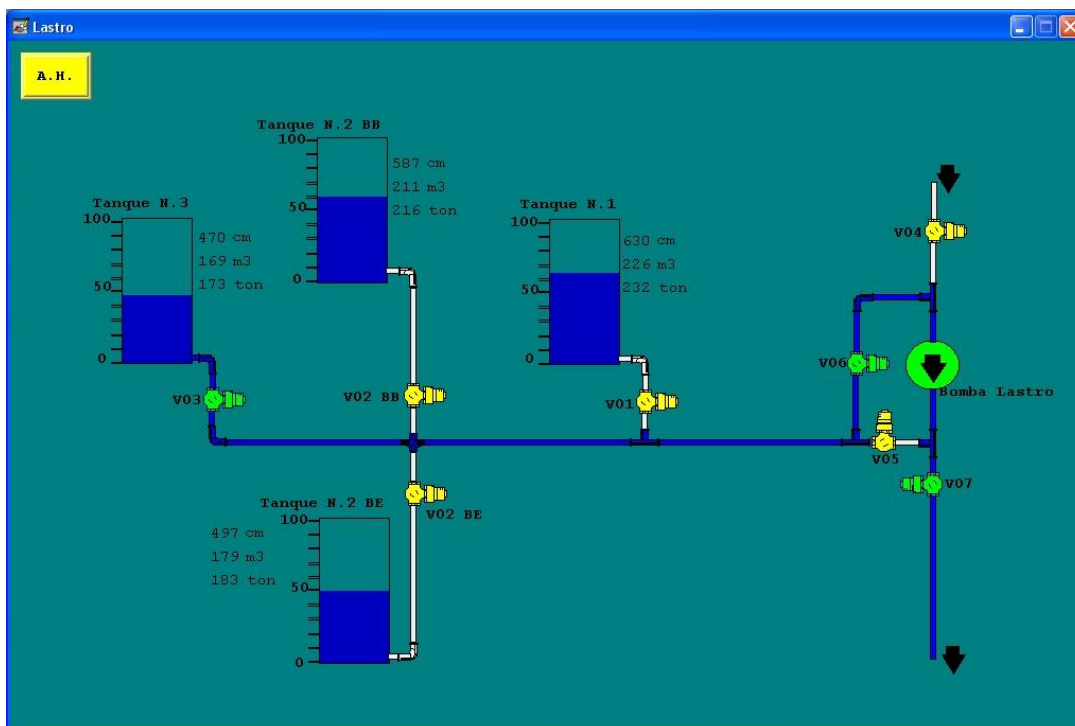 Lastro
A.H.
Tanque N.2 BB
100
50
0
587 cm
211 m3
216 ton
Tanque N.3
100
50
0
470 cm
169 m3
173 ton
Tanque N.1
100
50
0
630 cm
226 m3
232 ton
V04
V06
Bomba Lastro
V03
V02 BB
V01
V05
V07
V02 BE
Tanque N.2 BE
100
50
0
497 cm
179 m3
183 ton